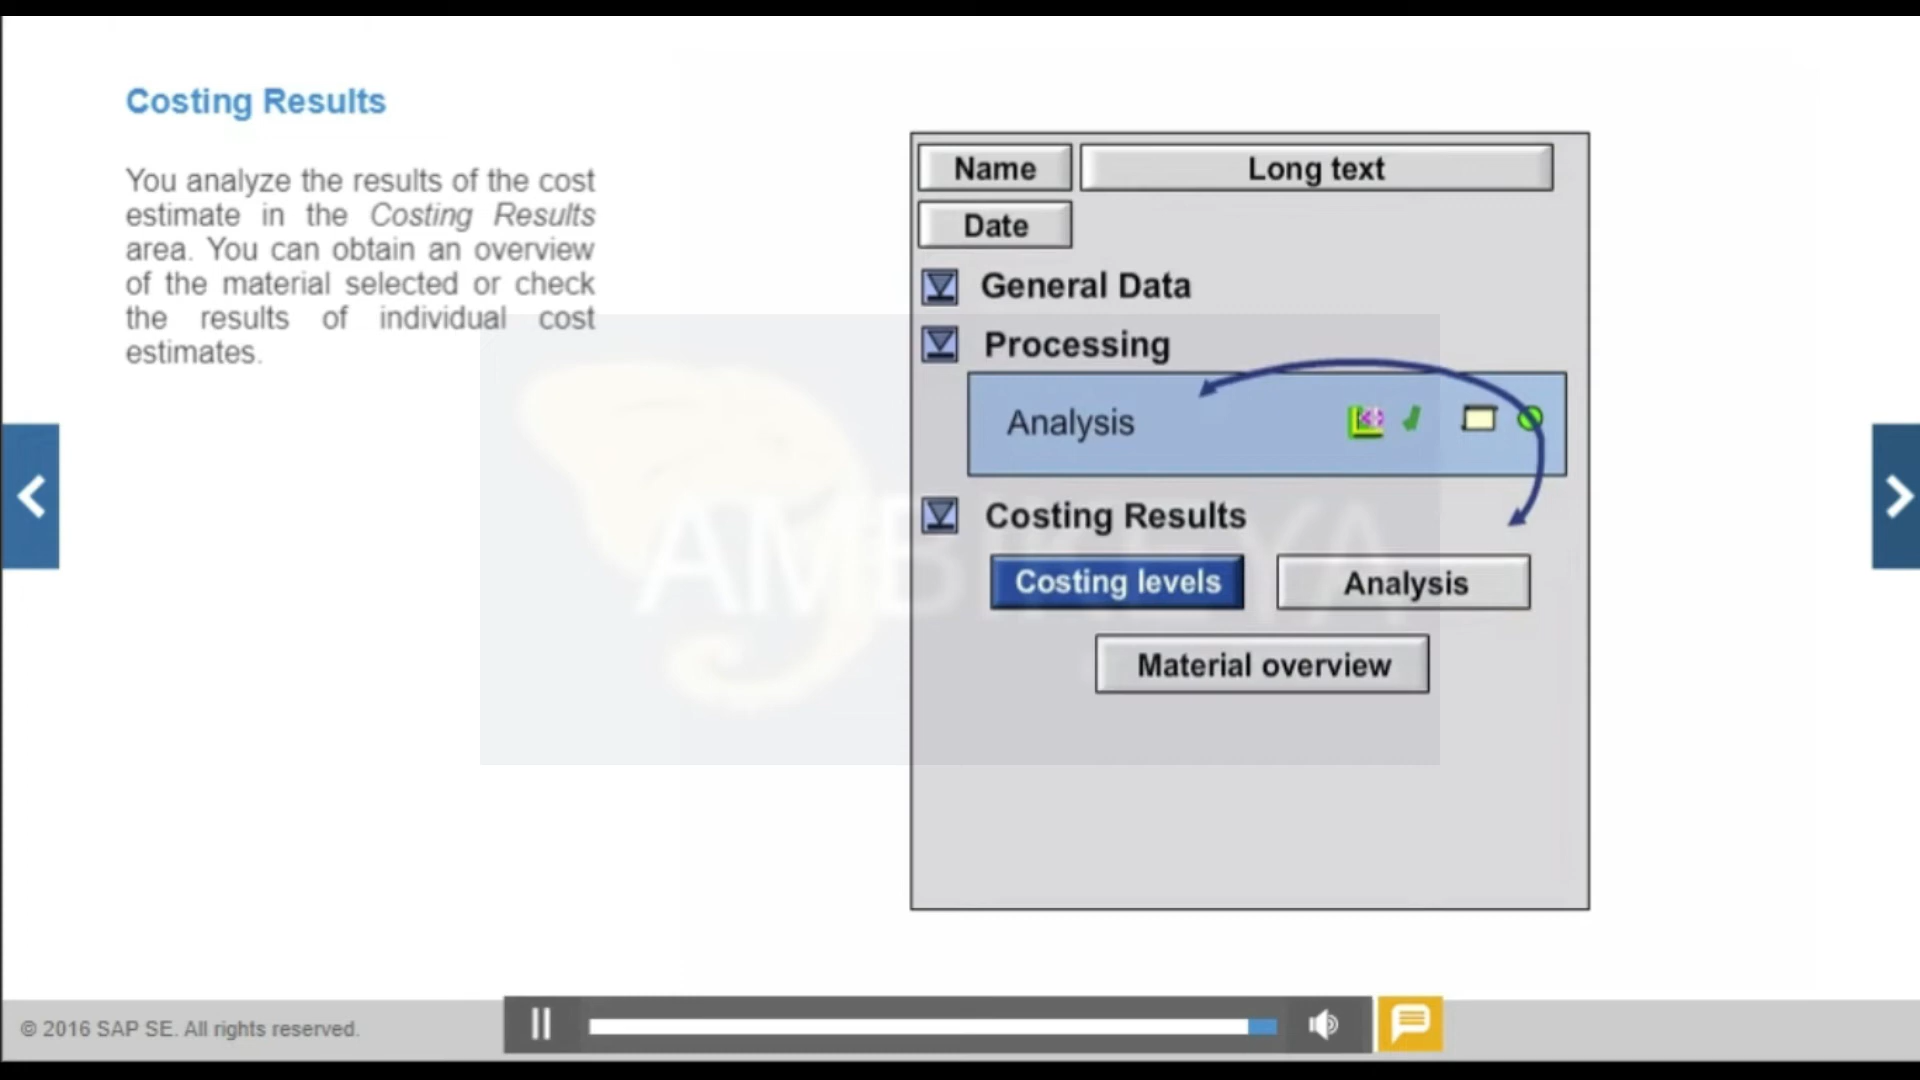 Costing Results
You analyze the results of the cost
estimate in the Costing Results
area. You can obtain an overview
of the material selected or check
the results of individual cost
estimates.
Name
Long text
Date
General Data
Processing
Analysis
Costing Results
Costing levels
Analysis
Material overview
© 2016 SAP SE. All rights reserved.